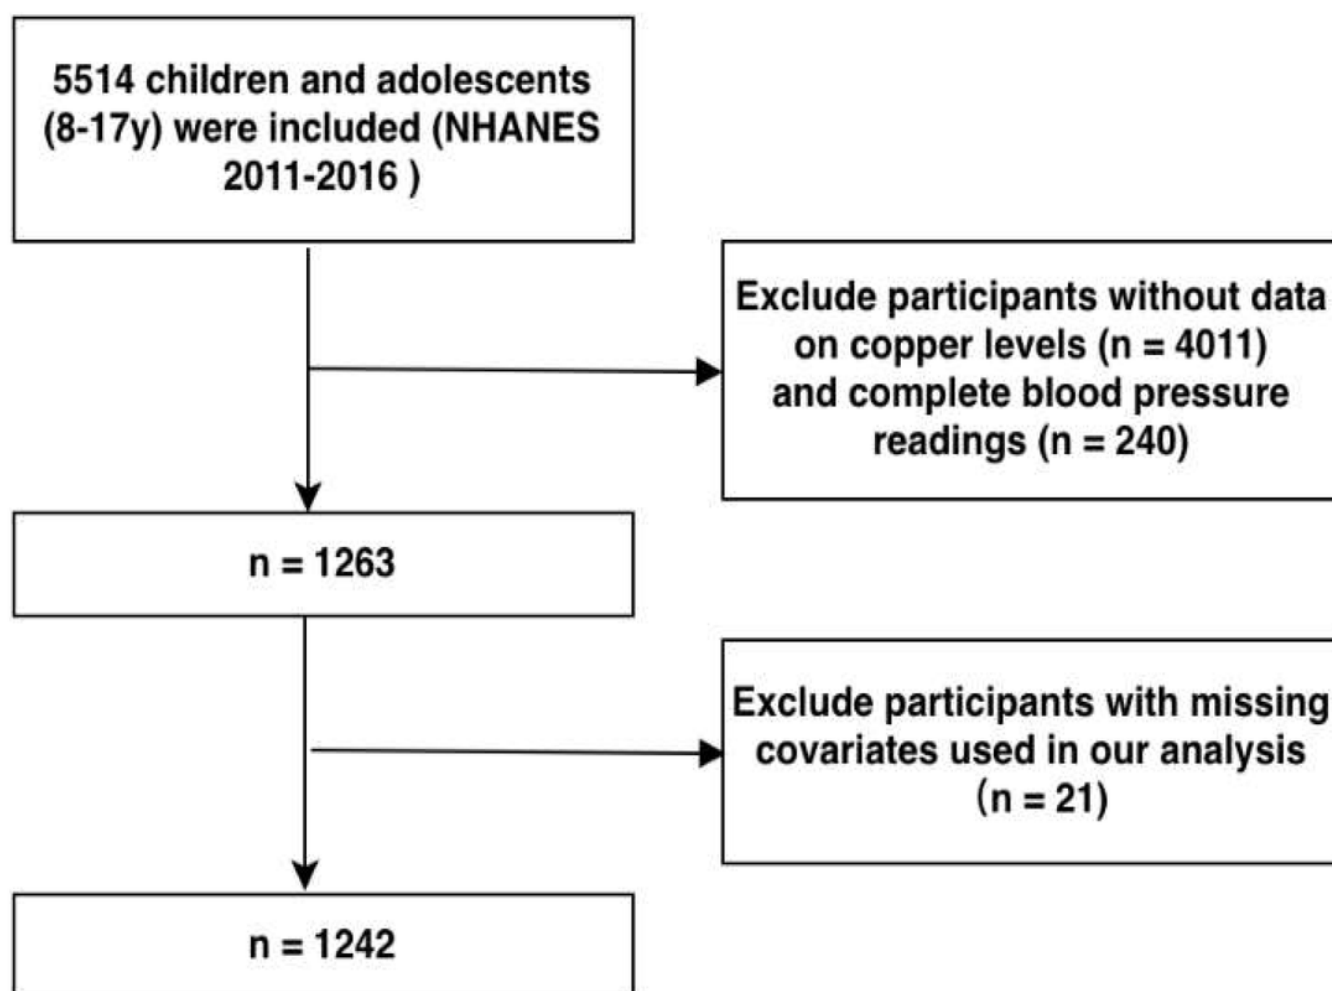 5514 children and adolescents
(8-17y) were included (NHANES
2011-2016 )
Exclude participants without data
on copper levels (n = 4011)
and complete blood pressure
readings (n = 240)
n = 1263
Exclude participants with missing
covariates used in our analysis
(n = 21)
n = 1242